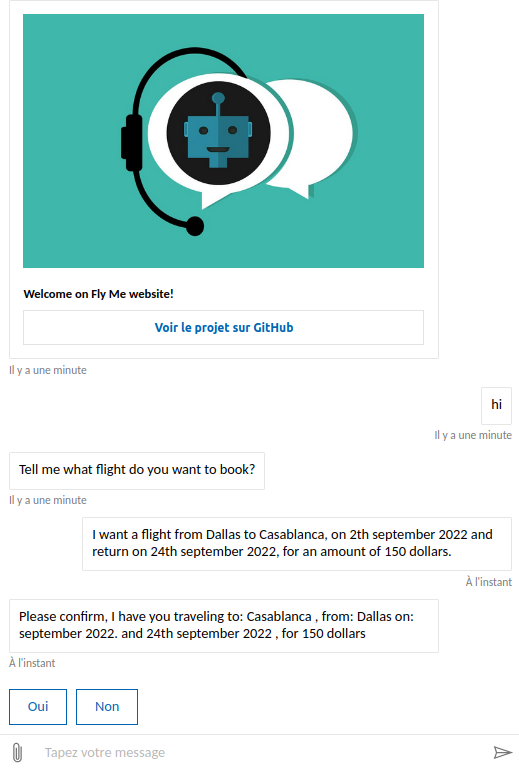 Welcome on Fly Me website!
Voir le projet sur GitHub
Il y a une minute
hi
Il y a une minute
Tell me what flight do you want to book?
Il y a une minute
I want a flight from Dallas to Casablanca, on 2th september 2022 and
return on 24th september 2022, for an amount of 150 dollars.
À l'instant
Please confirm, I have you traveling to: Casablanca , from: Dallas on:
september 2022. and 24th september 2022 , for 150 dollars
À l'instant
Oui Non
Tapez votre message